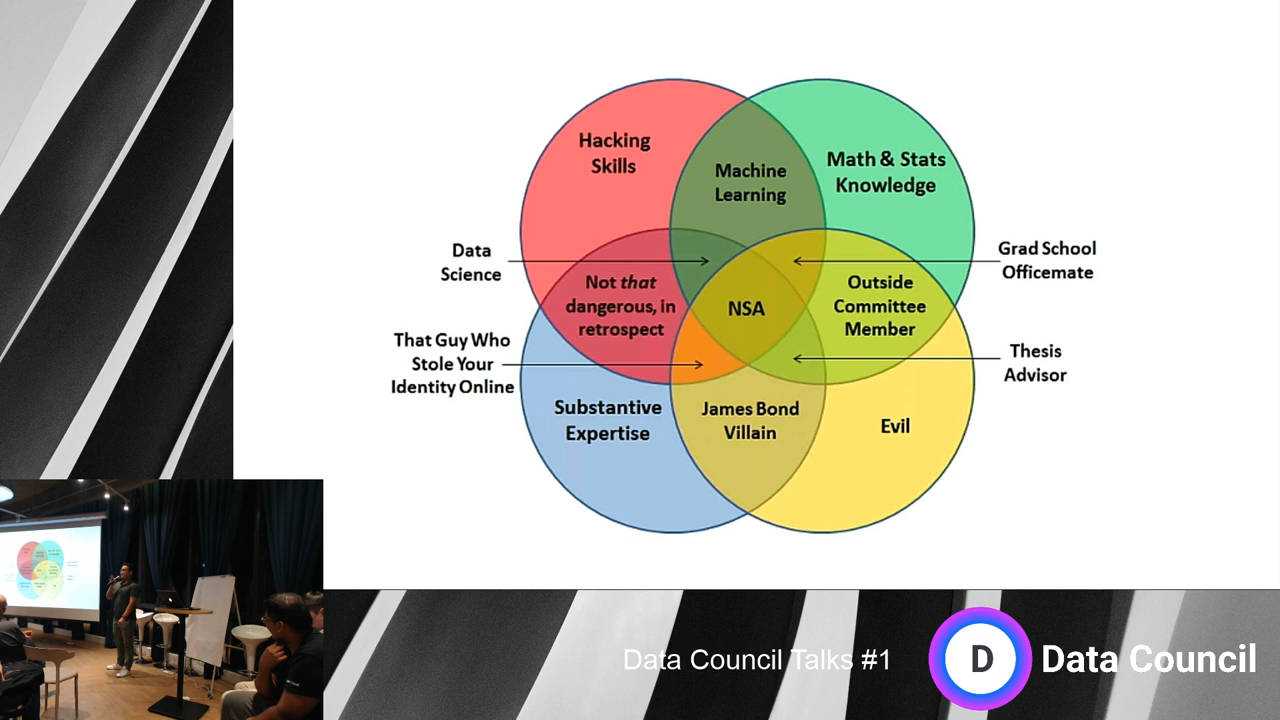 Hacking
Skills
Machine
Learning
Math & Stats
Knowledge
Data
Science
Grad School
Officemate
Not that
dangerous, in
retrospect
NSA
Outside
Committee
Member
That Guy Who
Stole Your
Identity Online
Thesis
Advisor
Substantive
Expertise
James Bond
Villain
Evil
Data Council Talks #1
D
Data Council